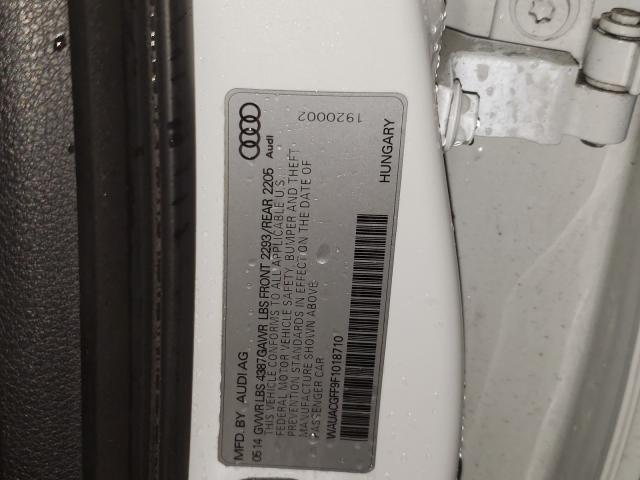 MFD. BY AUDI AG
Audi
05 14 GVWR LBS 4387 GAWR LBS FRONT 2293/REAR 2205
THIS VEHICLE CONFORMS TO ALL APPLICABLE U.S.
FEDERAL MOTOR VEHICLE SAFETY, BUMPER AND THEFT
PREVENTION STANDARDS IN EFFECT ON THE DATE OF
MANUFACTURE SHOWN ABOVE.
PASSENGER CAR
WAUACGFF9F1018710
HUNGARY
1920002